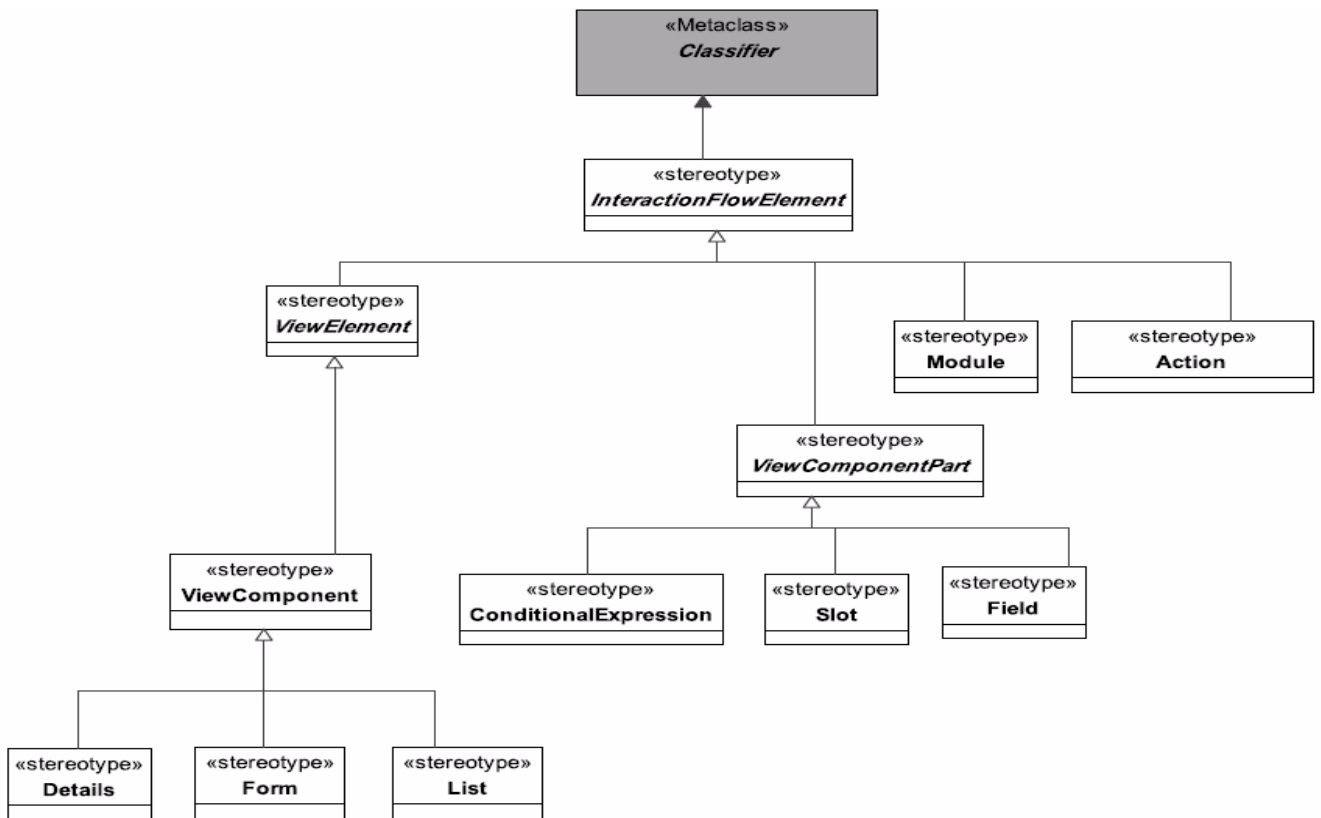 «Metaclass»
Classifier
«stereotype»
InteractionFlowElement
«stereotype»
ViewElement
«stereotype»
Module
«stereotype»
Action
«stereotype»
ViewComponentPart
«stereotype»
ViewComponent
«stereotype»
ConditionalExpression
«stereotype»
Slot
«stereotype»
Field
«stereotype»
Details
«stereotype»
Form
«stereotype»
List